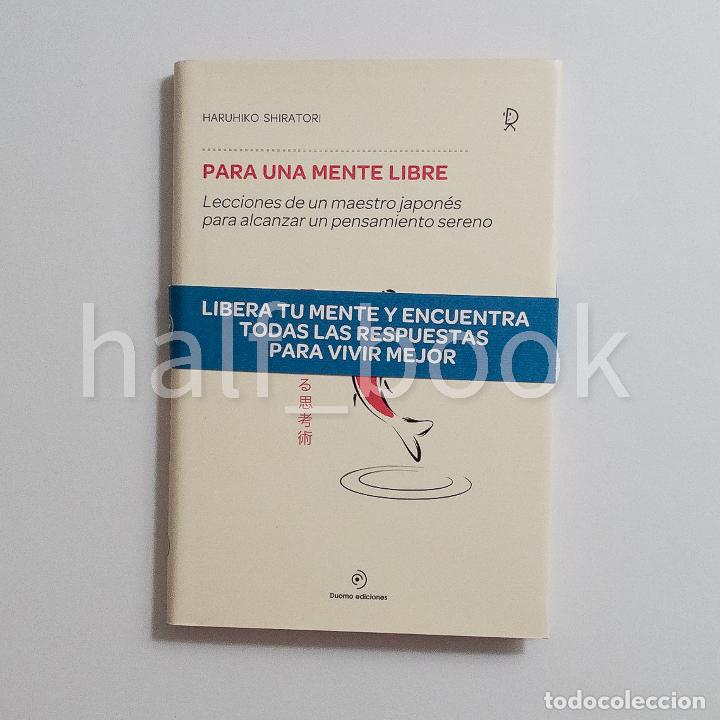 HARUHIKO SHIRATORI
PARA UNA MENTE LIBRE
Lecciones de un maestro japonés
para alcanzar un pensamiento sereno
LIBERA TU MENTE Y ENCUENTRA
TODAS LAS RESPUESTAS
PARA VIVIR MEJOR
half_book
る思考術
Duomo ediciones
todocoleccion